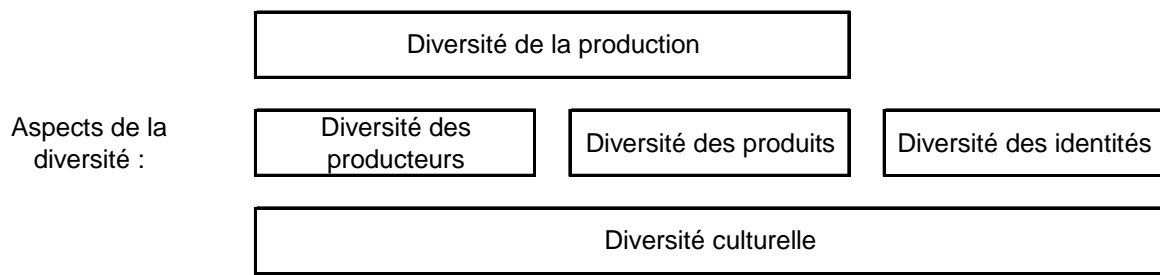 Diversité de la production
Aspects de la
diversité :
Diversité des
producteurs
Diversité des produits
Diversité des identités
Diversité culturelle